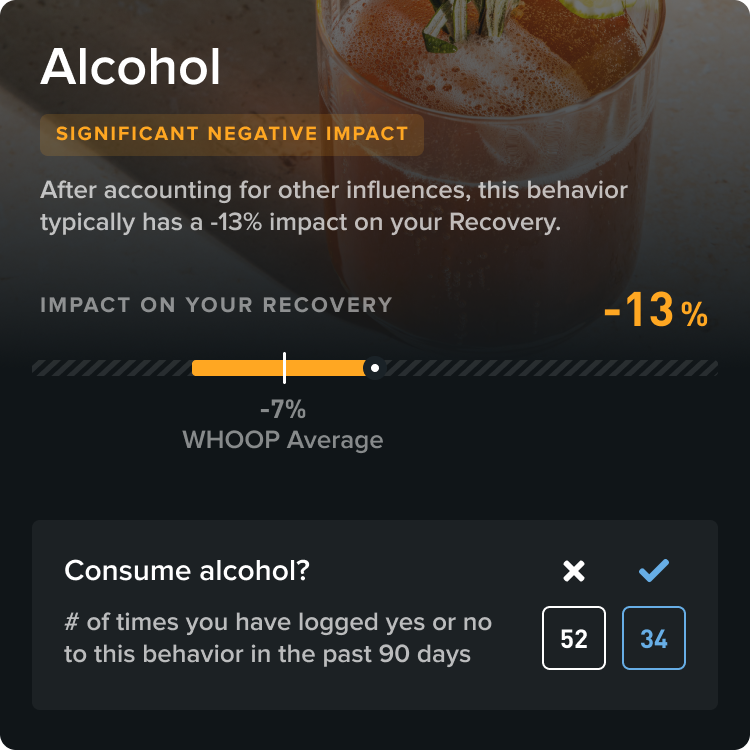 Alcohol
SIGNIFICANT NEGATIVE IMPACT
After accounting for other influences, this behavior
typically has a -13% impact on your Recovery.
IMPACT ON YOUR RECOVERY
-13 %
-7%
WHOOP Average
Consume alcohol?
# of times you have logged yes or no
to this behavior in the past 90 days
52
34